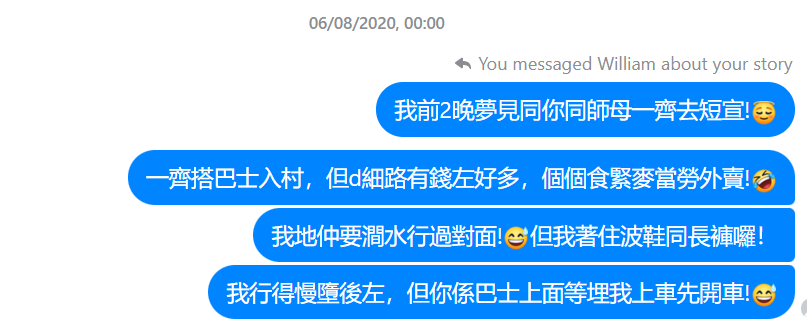 06/08/2020, 00:00
You messaged William about your story
我前2晚夢見同你同師母一齊去短宣!😇
一齊搭巴士入村，但d細路有錢左好多，個個食緊麥當勞外賣!🤣
我地仲要澗水行過對面!😅但我著住波鞋同長褲囉！
我行得慢墮後左，但你係巴士上面等埋我上車先開車!😅